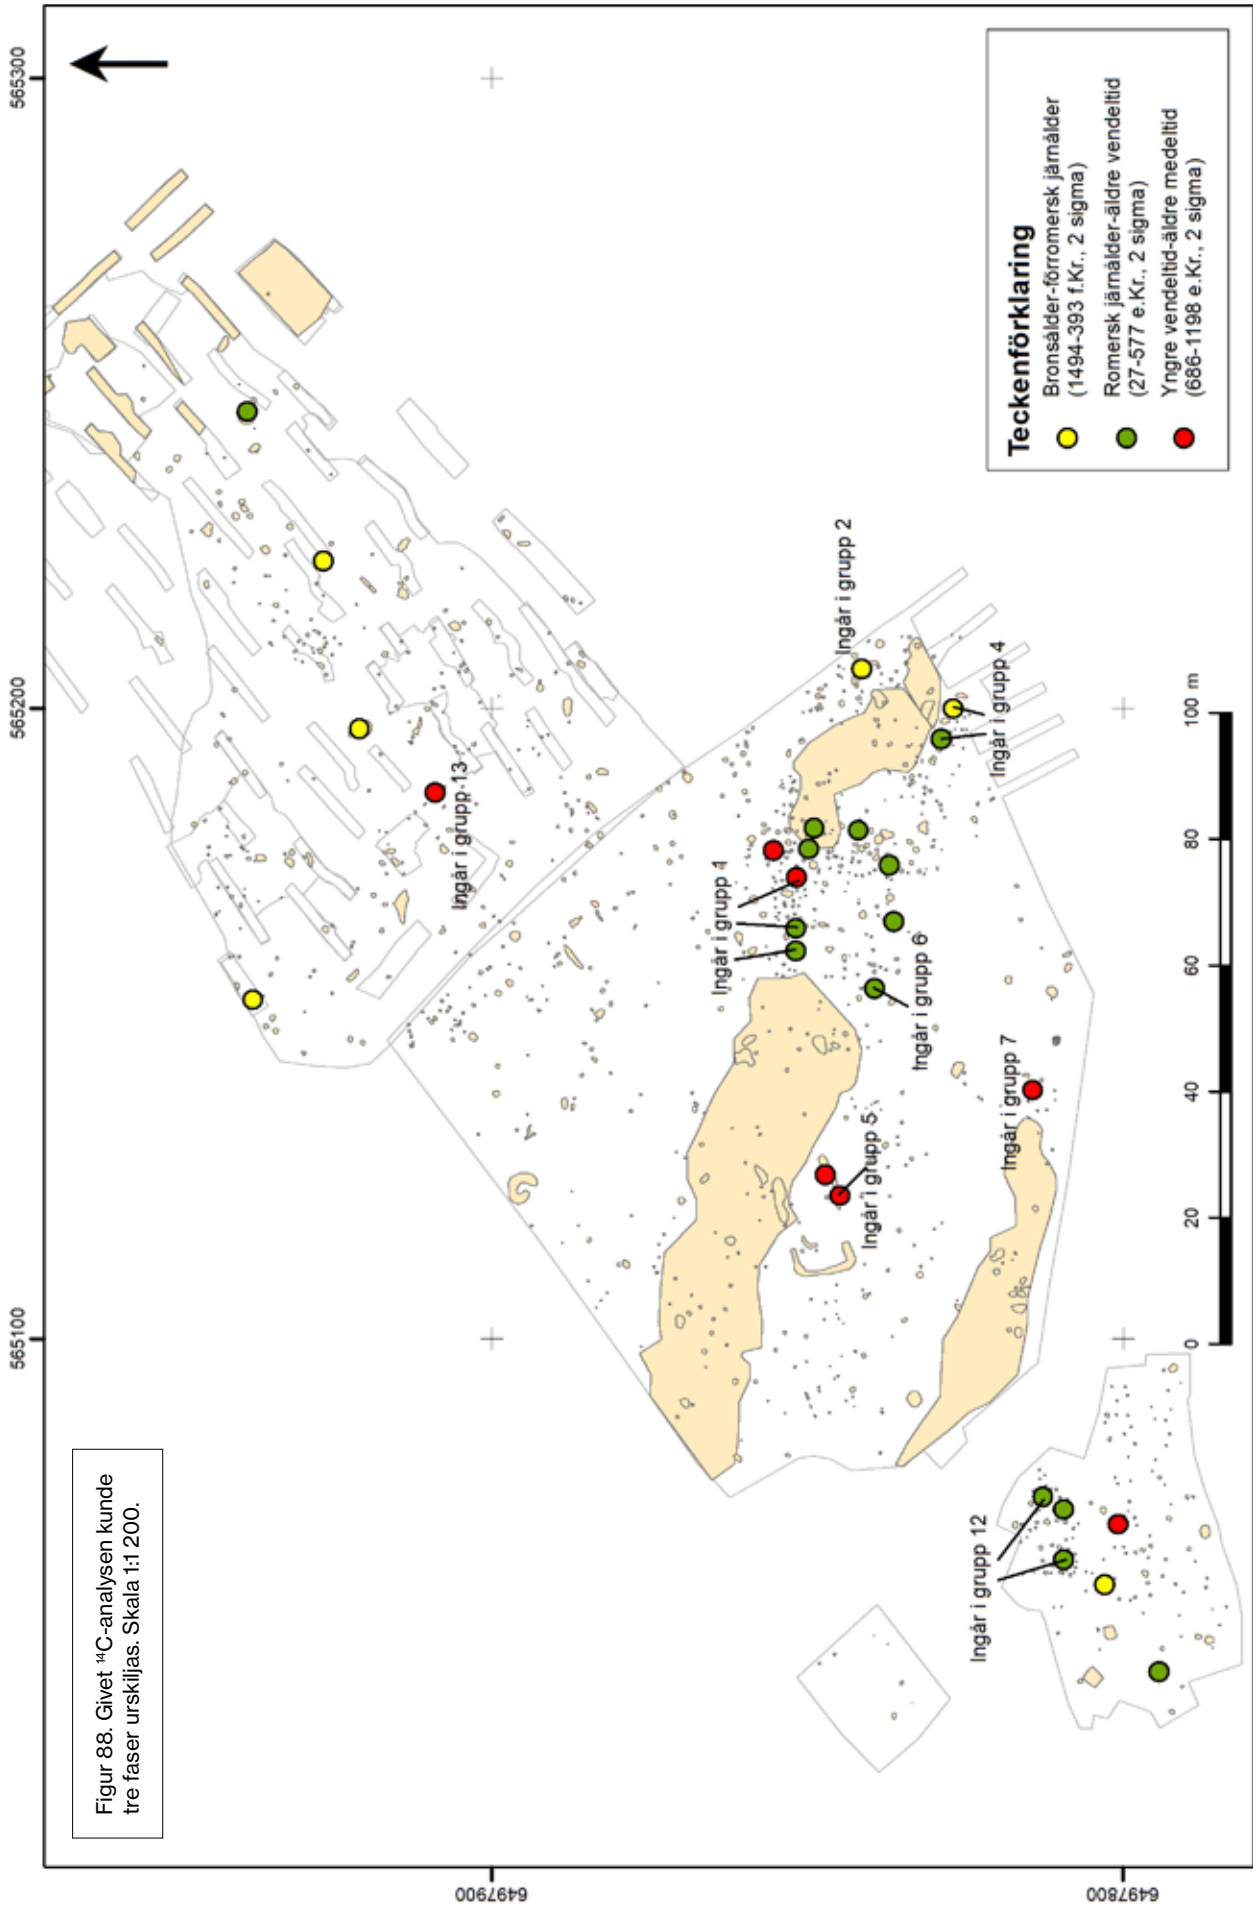 Figur 88. Givet ¹⁴C-analysen kunde
tre faser urskiljas. Skala 1:1 200.
565100
565200
565300
6497900
6497800
Ingår i grupp 13
Ingår i grupp 1
Ingår i grupp 2
Ingår i grupp 5
Ingår i grupp 6
Ingår i grupp 4
Ingår i grupp 7
Ingår i grupp 12
0 20 40 60 80 100 m
Teckenförklaring
Bronsålder-förromersk järnålder
(1494-393 f.Kr., 2 sigma)
Romersk järnålder-äldre vendeltid
(27-577 e.Kr., 2 sigma)
Yngre vendeltid-äldre medeltid
(686-1198 e.Kr., 2 sigma)